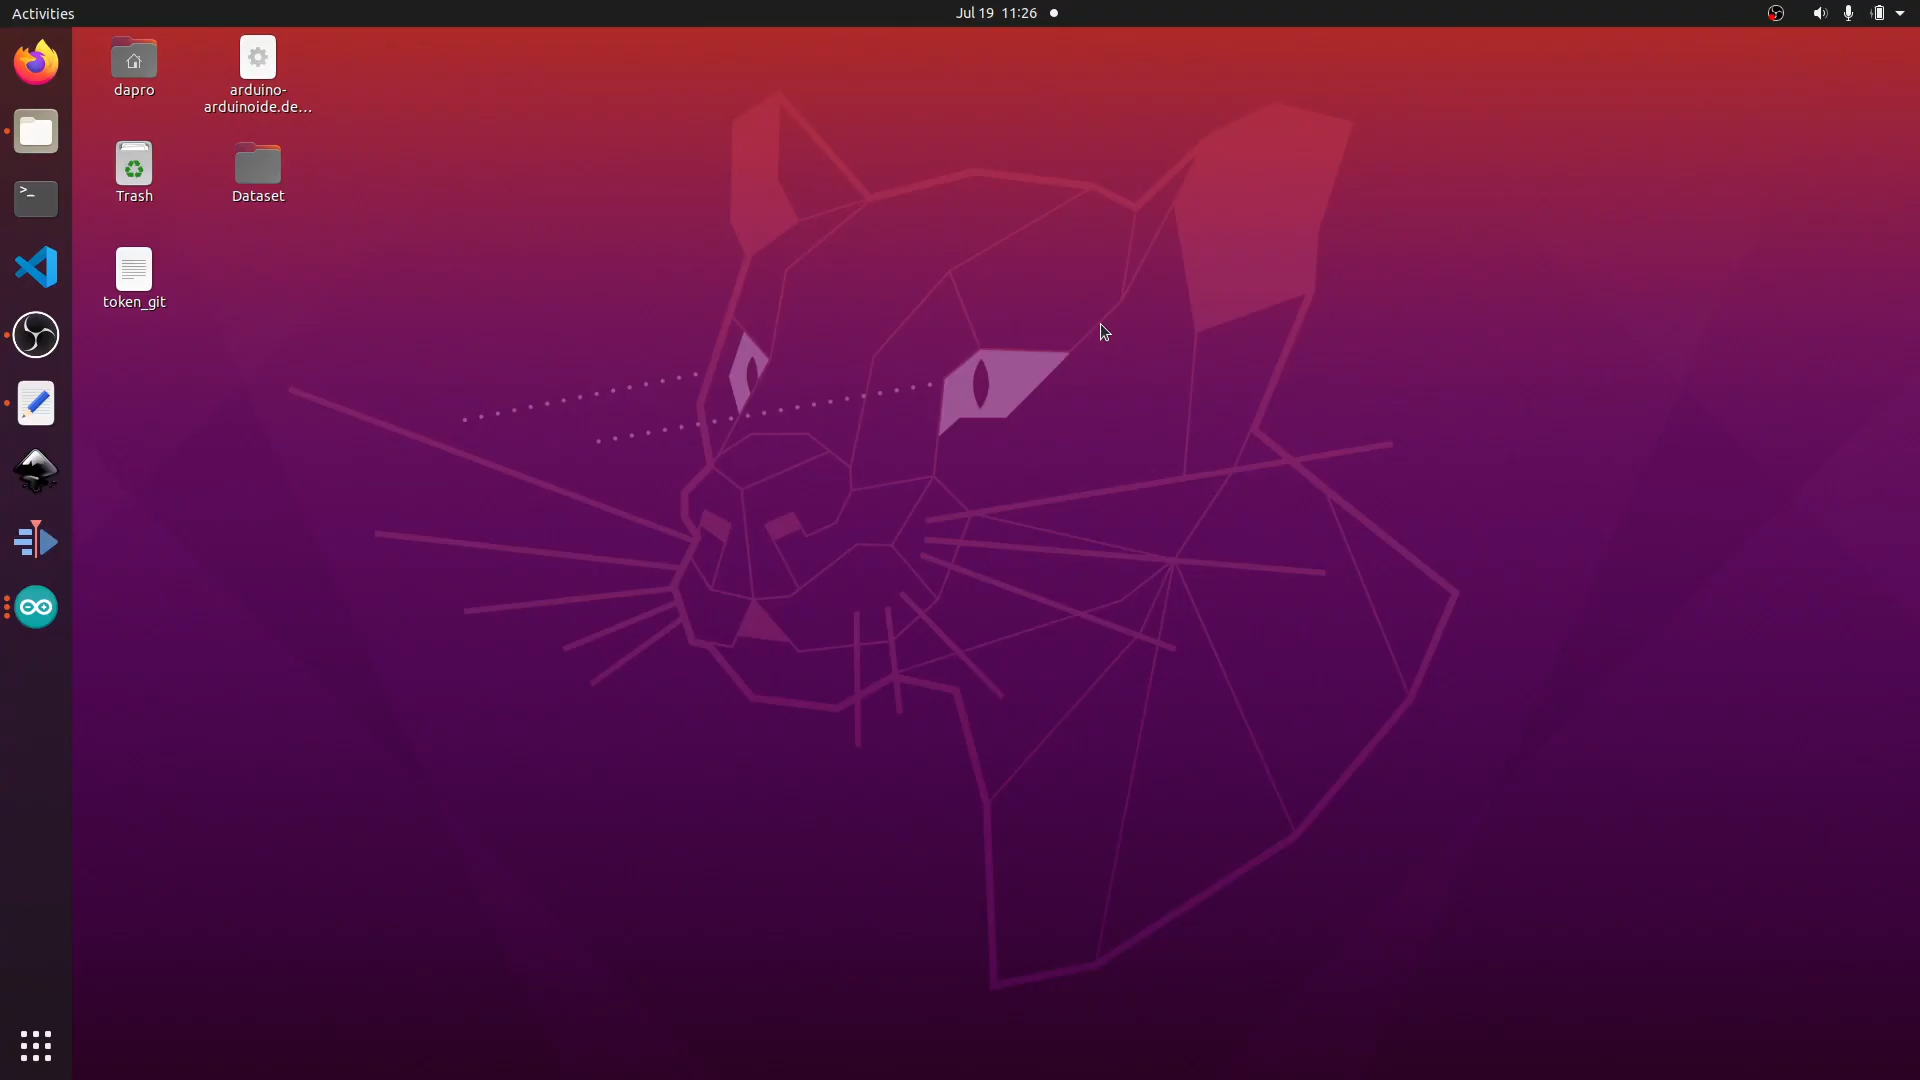 Activities
Jul 19 11:26
dapro
arduino-
arduinoide.de...
Trash
Dataset
token_git
>_